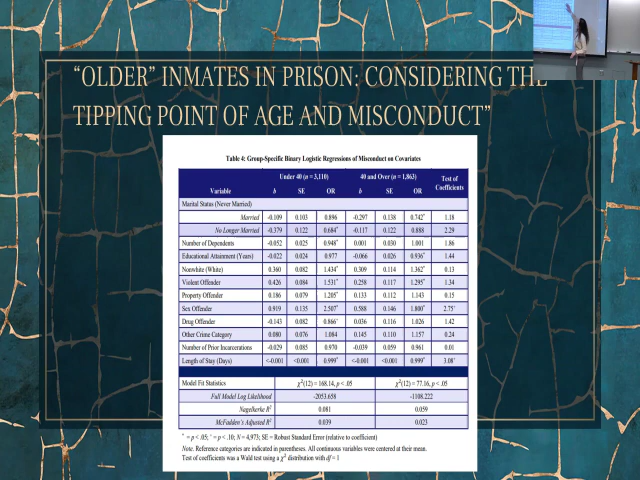 “OLDER” INMATES IN PRISON: CONSIDERING THE
TIPPING POINT OF AGE AND MISCONDUCT”
Table 4: Group-Specific Binary Logistic Regressions of Misconduct on Covariates
Under 40 (n = 3,110) 40 and Over (n = 1,863) Test of
Variable b SE OR b SE OR Coefficients
Marital Status (Never Married)
Married -0.109 0.103 0.896 -0.297 0.138 0.742* 1.18
No Longer Married -0.379 0.122 0.684* -0.117 0.122 0.888 2.29
Number of Dependents -0.052 0.025 0.948* 0.001 0.030 1.001 1.86
Educational Attainment (Years) -0.022 0.024 0.977 -0.066 0.026 0.936* 1.44
Nonwhite (White) 0.360 0.082 1.434* 0.309 0.114 1.362* 0.13
Violent Offender 0.426 0.084 1.531* 0.258 0.117 1.295* 1.34
Property Offender 0.186 0.079 1.205* 0.133 0.112 1.143 0.15
Sex Offender 0.919 0.135 2.507* 0.588 0.146 1.800* 2.75+
Drug Offender -0.143 0.082 0.866+ 0.036 0.116 1.026 1.42
Other Crime Category 0.080 0.076 1.084 0.145 0.110 1.157 0.24
Number of Prior Incarcerations -0.029 0.085 0.970 -0.039 0.059 0.961 0.01
Length of Stay (Days) <-0.001 <0.001 0.999* <-0.001 <0.001 0.999* 3.08+
Model Fit Statistics χ²(12) = 168.14, p < .05 χ²(12) = 77.16, p < .05
Full Model Log Likelihood -2053.658 -1108.222
Nagelkerke R² 0.081 0.059
McFadden's Adjusted R² 0.039 0.023
* = p < .05; + = p < .10; N = 4,973; SE = Robust Standard Error (relative to coefficient)
Note. Reference categories are indicated in parentheses. All continuous variables were centered at their mean.
Test of coefficients was a Wald test using a χ² distribution with df = 1